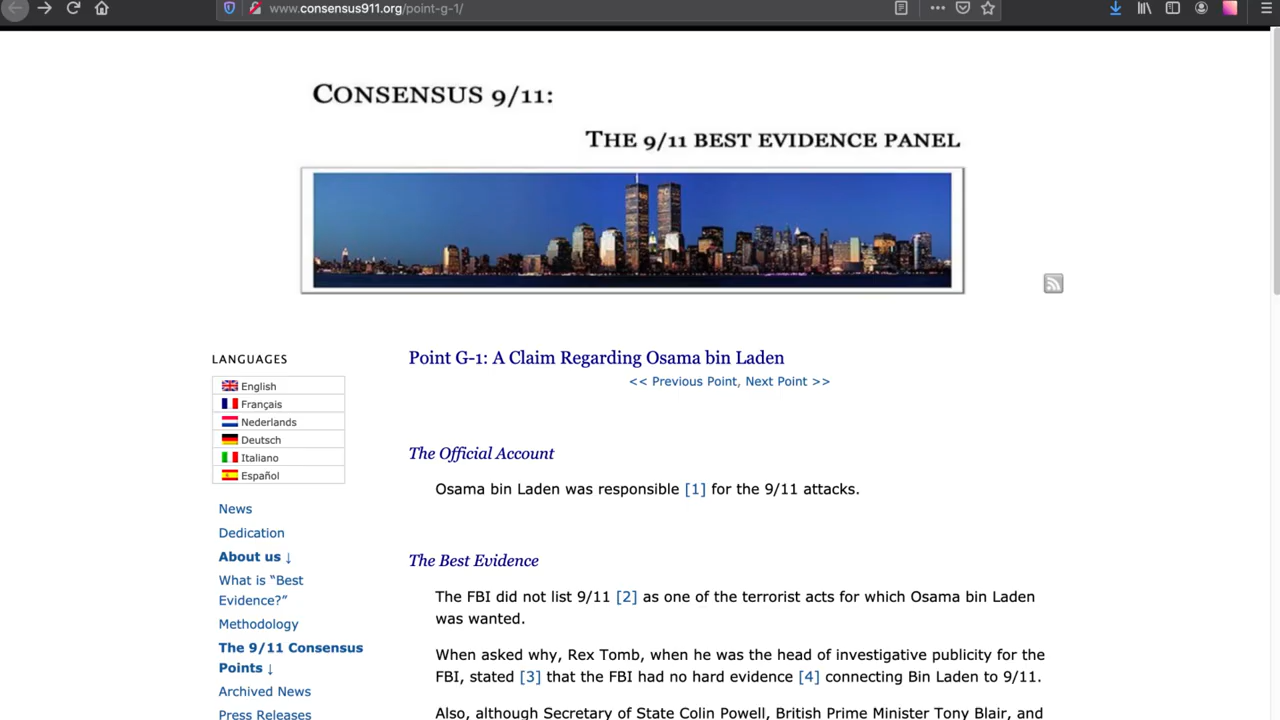 www.consensus911.org/point-g-1/
CONSENSUS 9/11:
THE 9/11 BEST EVIDENCE PANEL
LANGUAGES
English
Français
Nederlands
Deutsch
Italiano
Español
News
Dedication
About us ↓
What is “Best
Evidence?”
Methodology
The 9/11 Consensus
Points ↓
Archived News
Press Releases
Point G-1: A Claim Regarding Osama bin Laden
<< Previous Point, Next Point >>
The Official Account
Osama bin Laden was responsible [1] for the 9/11 attacks.
The Best Evidence
The FBI did not list 9/11 [2] as one of the terrorist acts for which Osama bin Laden
was wanted.
When asked why, Rex Tomb, when he was the head of investigative publicity for the
FBI, stated [3] that the FBI had no hard evidence [4] connecting Bin Laden to 9/11.
Also, although Secretary of State Colin Powell, British Prime Minister Tony Blair, and